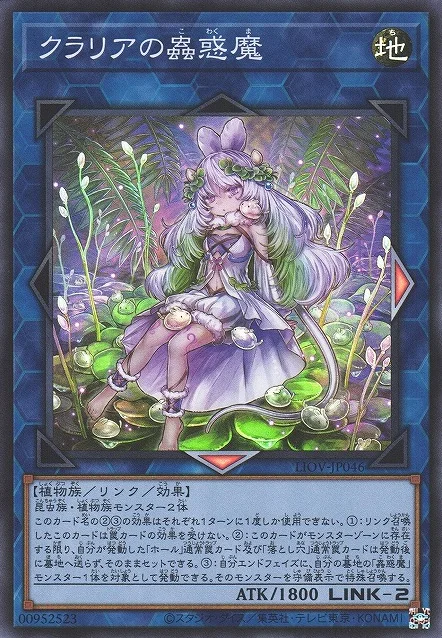 クラリアの蟲惑魔
地
LIOV-JP046
【植物族／リンク／効果】
昆虫族・植物族モンスター2体
このカード名の②③の効果はそれぞれ1ターンに1度しか使用できない。①：リンク召喚
したこのカードは罠カードの効果を受けない。②：このカードがモンスターゾーンに存在
する限り、自分が発動した「ホール」通常罠カード及び「落とし穴」通常罠カードは発動後
に墓地へ送らず、そのままセットできる。③：自分エンドフェイズに、自分の墓地の「蟲惑魔」
モンスター1体を対象として発動できる。そのモンスターを守備表示で特殊召喚する。
ATK/1800 LINK-2
00952523 ©スタジオ・ダイス／集英社・テレビ東京・KONAMI